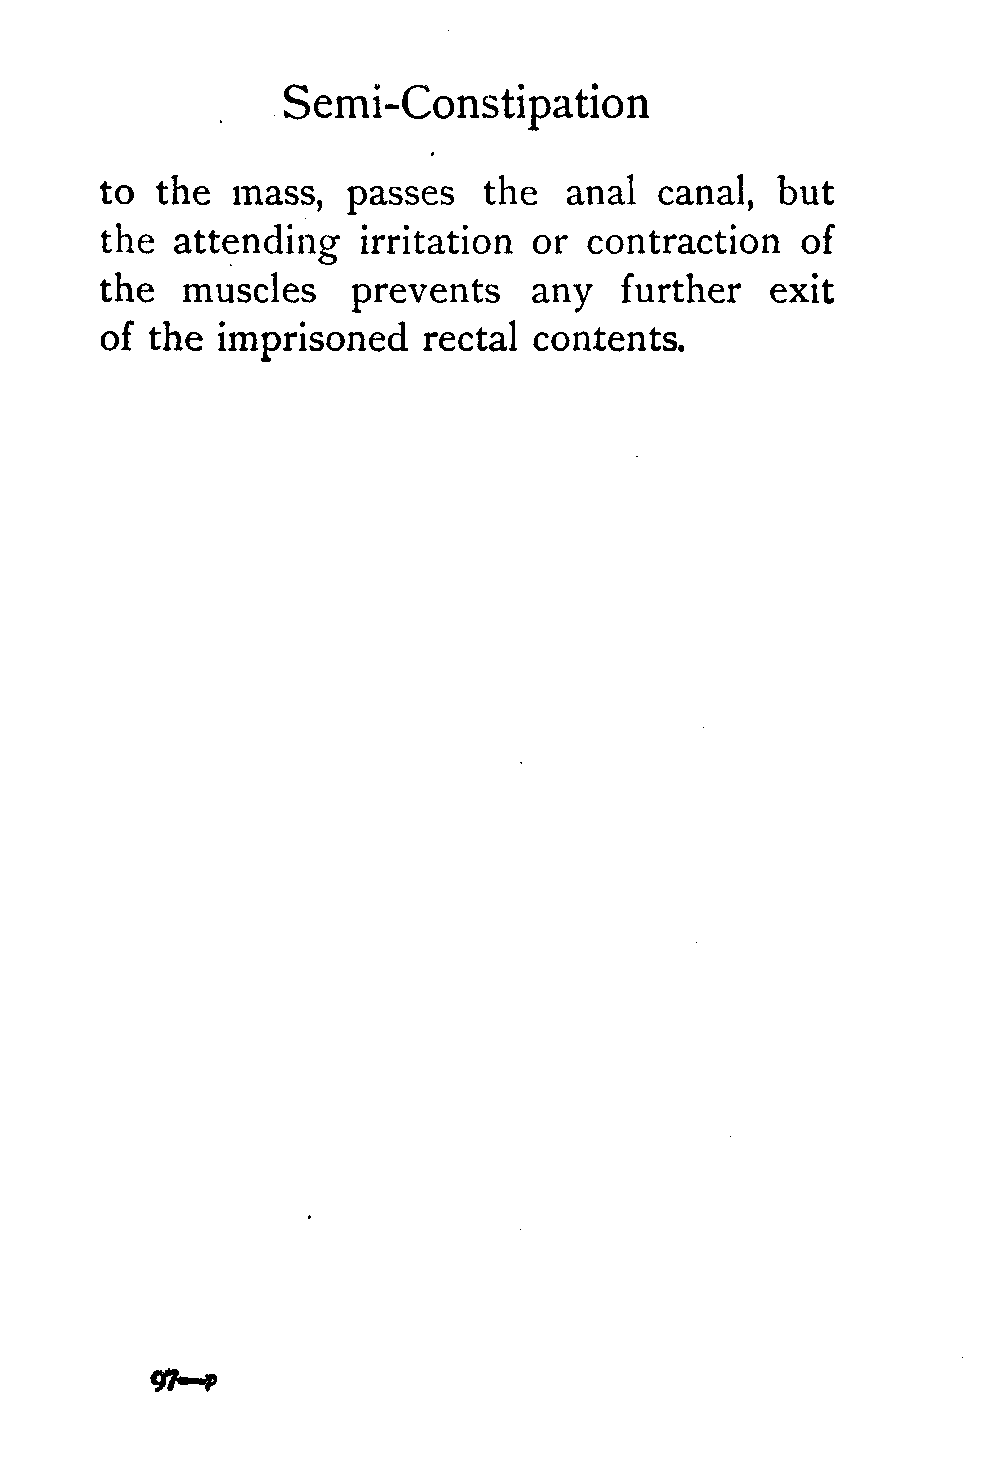 Semi-Constipation
to the mass, passes the anal canal, but
the attending irritation or contraction of
the muscles prevents any further exit
of the imprisoned rectal contents.
97—P